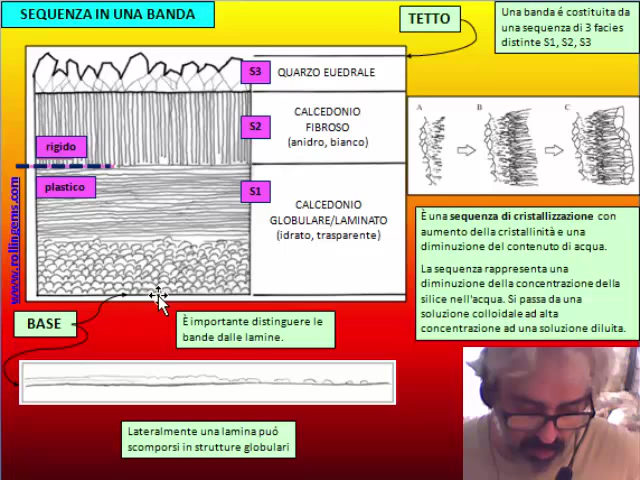 SEQUENZA IN UNA BANDA
TETTO
Una banda é costituita da
una sequenza di 3 facies
distinte S1, S2, S3
S3
QUARZO EUEDRALE
S2
CALCEDONIO
FIBROSO
(anidro, bianco)
rigido
plastico
S1
CALCEDONIO
GLOBULARE/LAMINATO
(idrato, trasparente)
A
B
C
www.rollingems.com
È una sequenza di cristallizzazione con
aumento della cristallinità e una
diminuzione del contenuto di acqua.
La sequenza rappresenta una
diminuzione della concentrazione della
silice nell'acqua. Si passa da una
soluzione colloidale ad alta
concentrazione ad una soluzione diluita.
BASE
È importante distinguere le
bande dalle lamine.
Lateralmente una lamina puó
scomporsi in strutture globulari